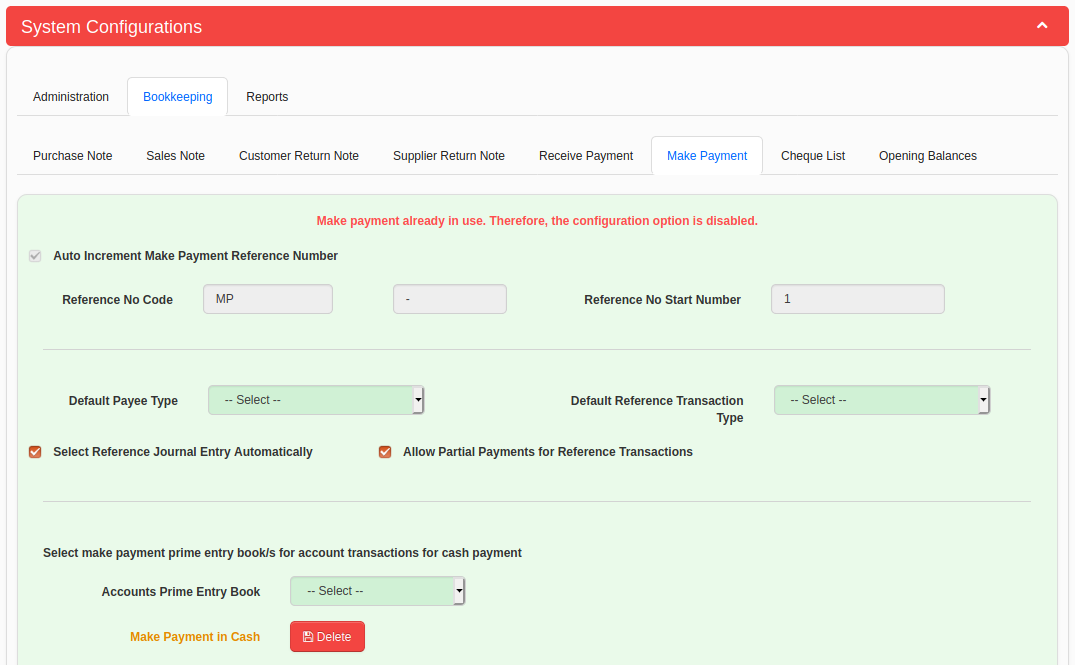 System Configurations
Administration Bookkeeping Reports
Purchase Note Sales Note Customer Return Note Supplier Return Note Receive Payment Make Payment Cheque List Opening Balances
Make payment already in use. Therefore, the configuration option is disabled.
Auto Increment Make Payment Reference Number
Reference No Code MP - Reference No Start Number 1
Default Payee Type -- Select -- Default Reference Transaction Type -- Select --
Select Reference Journal Entry Automatically Allow Partial Payments for Reference Transactions
Select make payment prime entry book/s for account transactions for cash payment
Accounts Prime Entry Book -- Select --
Make Payment in Cash Delete